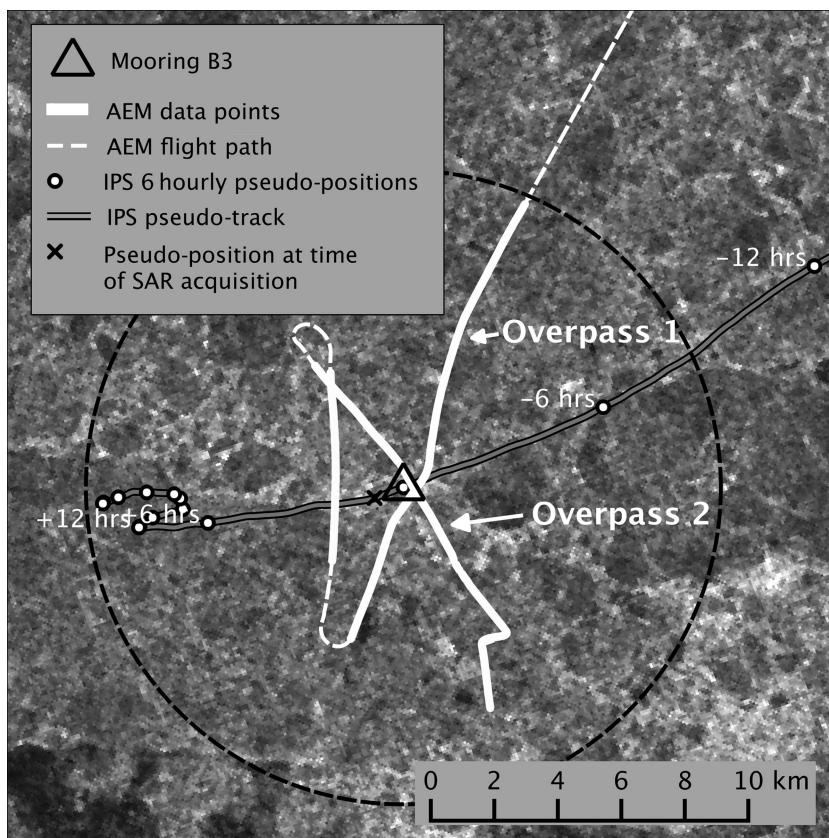 Mooring B3
AEM data points
AEM flight path
IPS 6 hourly pseudo-positions
IPS pseudo-track
Pseudo-position at time
of SAR acquisition
−12 hrs
Overpass 1
−6 hrs
+12 hrs
+6 hrs
Overpass 2
0 2 4 6 8 10 km